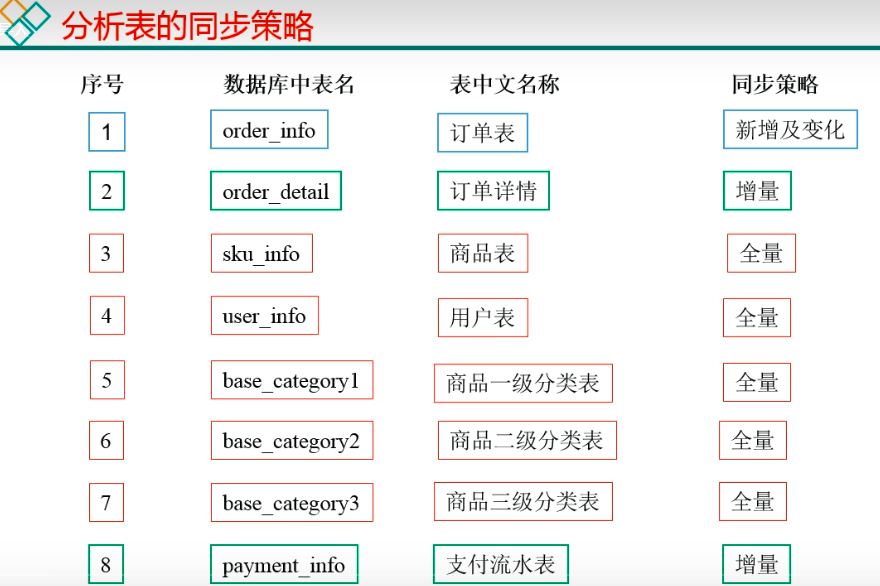 分析表的同步策略
序号 数据库中表名 表中文名称 同步策略
1 order_info 订单表 新增及变化
2 order_detail 订单详情 增量
3 sku_info 商品表 全量
4 user_info 用户表 全量
5 base_category1 商品一级分类表 全量
6 base_category2 商品二级分类表 全量
7 base_category3 商品三级分类表 全量
8 payment_info 支付流水表 增量